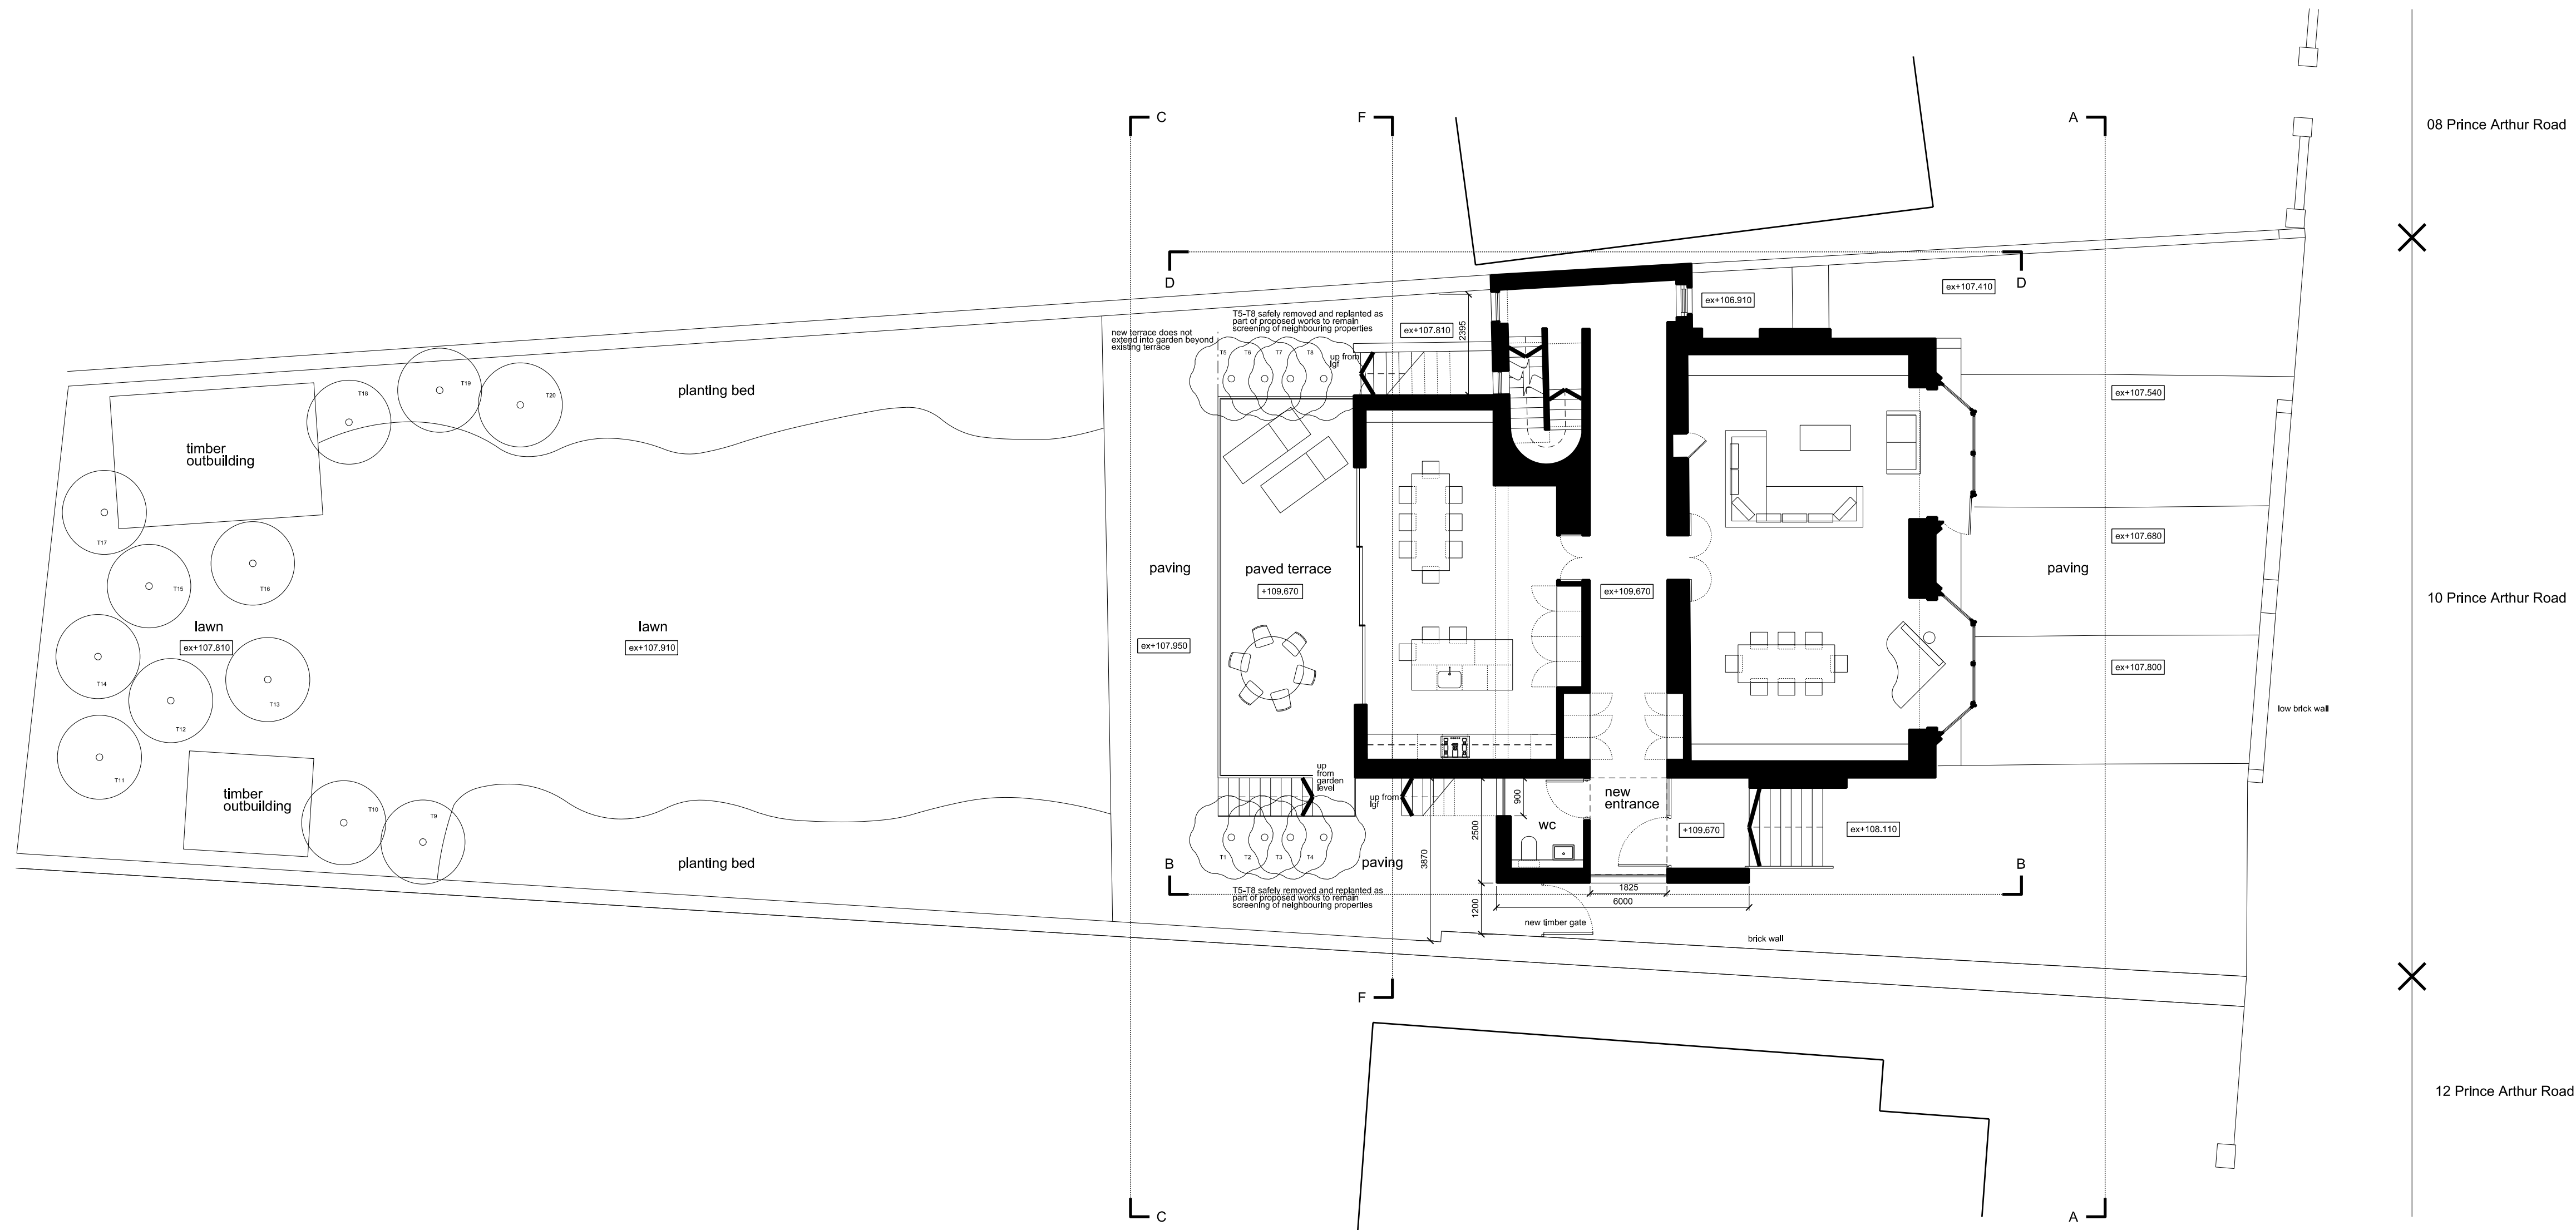 C
F
A
08 Prince Arthur Road
D
D
ex+107.410
ex+106.910
T5-T8 safely removed and replanted as
part of proposed works to remain
screening of neighbouring properties
new terrace does not
extend into garden beyond
existing terrace
ex+107.810
2395
T5
T6
T7
T8
up from
lgf
T18
T19
T20
planting bed
ex+107.540
timber
outbuilding
T17
T15
T16
ex+107.680
paving
paved terrace
paving
+109.670
ex+109.670
10 Prince Arthur Road
lawn
ex+107.810
lawn
ex+107.910
ex+107.950
ex+107.800
T14
T13
T12
low brick wall
T11
up
from
garden
level
up from
lgf
timber
outbuilding
T10
T9
new
entrance
900
wc
2500
3870
+109.670
ex+108.110
T1
T2
T3
T4
planting bed
paving
B
B
T5-T8 safely removed and replanted as
part of proposed works to remain
screening of neighbouring properties
1825
6000
1200
new timber gate
brick wall
F
12 Prince Arthur Road
C
A